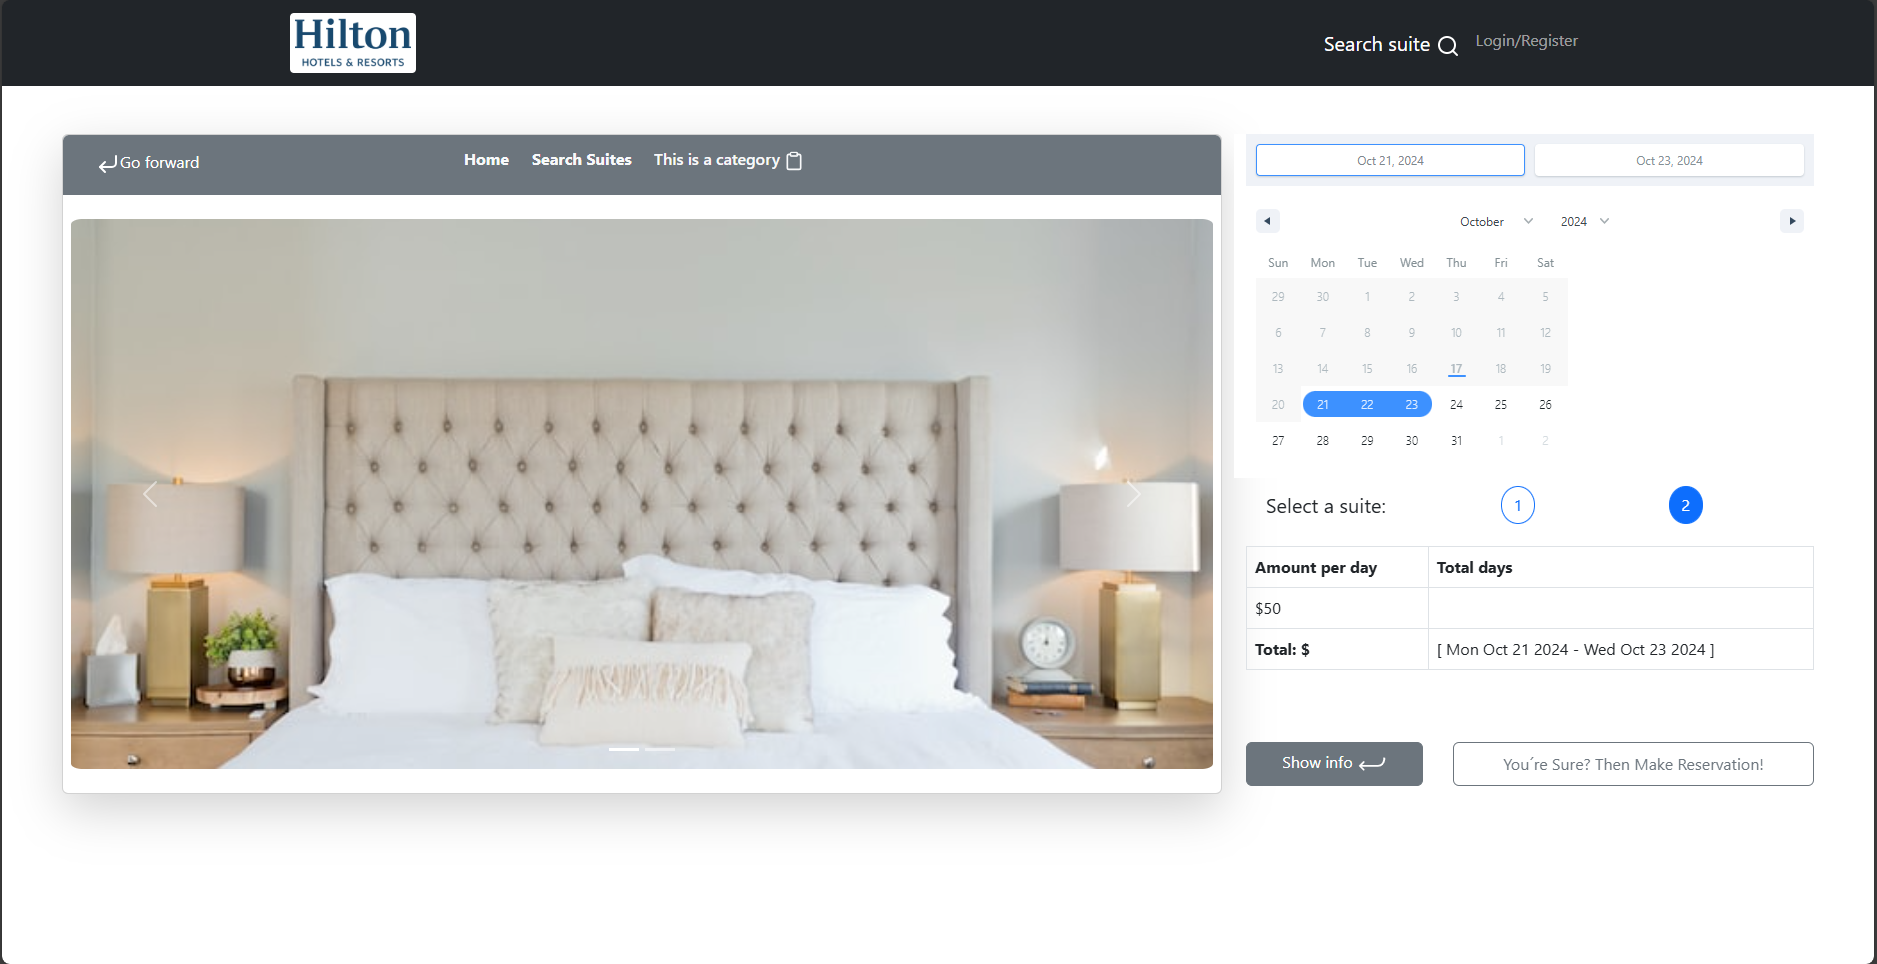 Hilton
HOTELS & RESORTS
Search suite
Login/Register
Go forward
Home
Search Suites
This is a category
Oct 21, 2024
Oct 23, 2024
October
2024
Sun Mon Tue Wed Thu Fri Sat
29 30 1 2 3 4 5
6 7 8 9 10 11 12
13 14 15 16 17 18 19
20 21 22 23 24 25 26
27 28 29 30 31 1 2
Select a suite:
1
2
Amount per day
Total days
$50
Total: $
[ Mon Oct 21 2024 - Wed Oct 23 2024 ]
Show info
You´re Sure? Then Make Reservation!